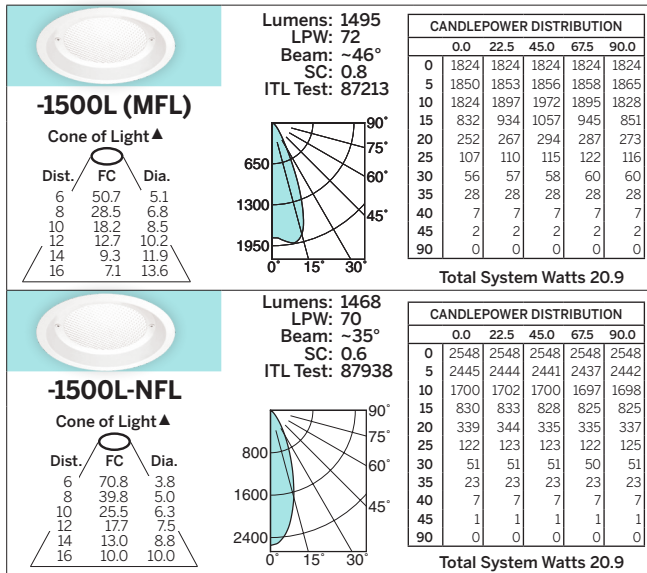 -1500L (MFL)
Cone of Light▲
Dist. FC Dia.
6 50.7 5.1
8 28.5 6.8
10 18.2 8.5
12 12.7 10.2
14 9.3 11.9
16 7.1 13.6
Lumens: 1495
LPW: 72
Beam: ~46°
SC: 0.8
ITL Test: 87213
90°
75°
650
60°
1300
45°
1950
0° 15° 30°
CANDLEPOWER DISTRIBUTION
0.0 22.5 45.0 67.5 90.0
0 1824 1824 1824 1824 1824
5 1850 1853 1856 1858 1865
10 1824 1897 1972 1895 1828
15 832 934 1057 945 851
20 252 267 294 287 273
25 107 110 115 122 116
30 56 57 58 60 60
35 28 28 28 28 28
40 7 7 7 7 7
45 2 2 2 2 2
90 0 0 0 0 0
Total System Watts 20.9
-1500L-NFL
Cone of Light▲
Dist. FC Dia.
6 70.8 3.8
8 39.8 5.0
10 25.5 6.3
12 17.7 7.5
14 13.0 8.8
16 10.0 10.0
Lumens: 1468
LPW: 70
Beam: ~35°
SC: 0.6
ITL Test: 87938
90°
75°
800
60°
1600
45°
2400
0° 15° 30°
CANDLEPOWER DISTRIBUTION
0.0 22.5 45.0 67.5 90.0
0 2548 2548 2548 2548 2548
5 2445 2444 2441 2437 2442
10 1700 1702 1700 1697 1698
15 830 833 828 825 825
20 339 344 335 335 337
25 122 123 123 122 125
30 51 51 51 50 51
35 23 23 23 23 23
40 7 7 7 7 7
45 1 1 1 1 1
90 0 0 0 0 0
Total System Watts 20.9